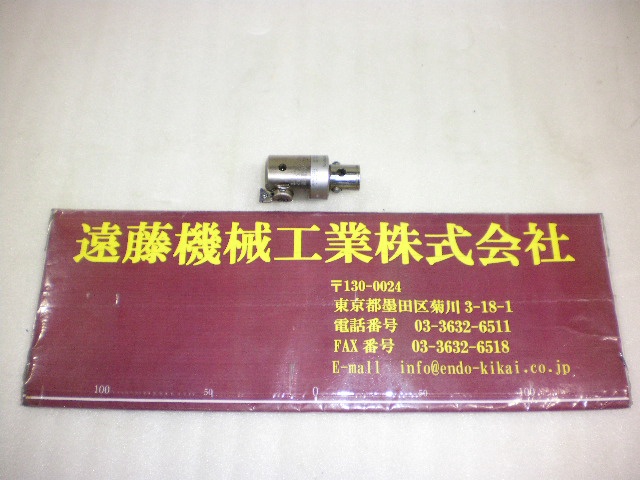 遠藤機械工業株式会社
〒130-0024
東京都墨田区菊川 3-18-1
電話番号 03-3632-6511
FAX 番号 03-3632-6518
E-mail info@endo-kikai.co.jp
100 50 0 50 100